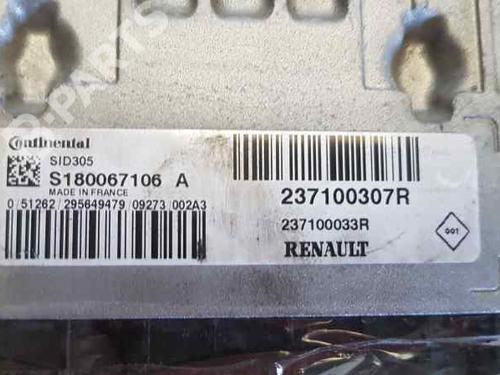 Continental
SID305
S180067106 A
MADE IN FRANCE
0 51262 295649479 09273 002A3
237100307R
237100033R
RENAULT
001